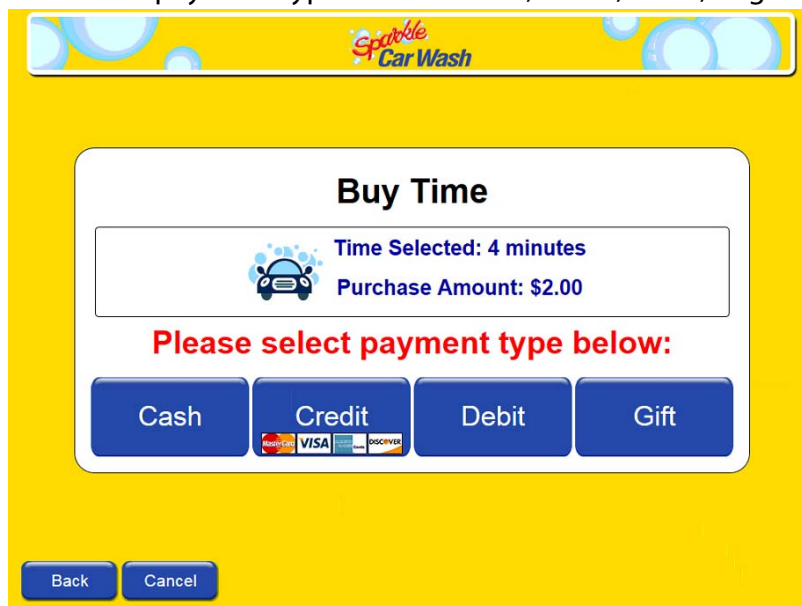 Sparkle
Car Wash
Buy Time
Time Selected: 4 minutes
Purchase Amount: $2.00
Please select payment type below:
Cash
Credit
Debit
Gift
MasterCard VISA DISCOVER
Back
Cancel